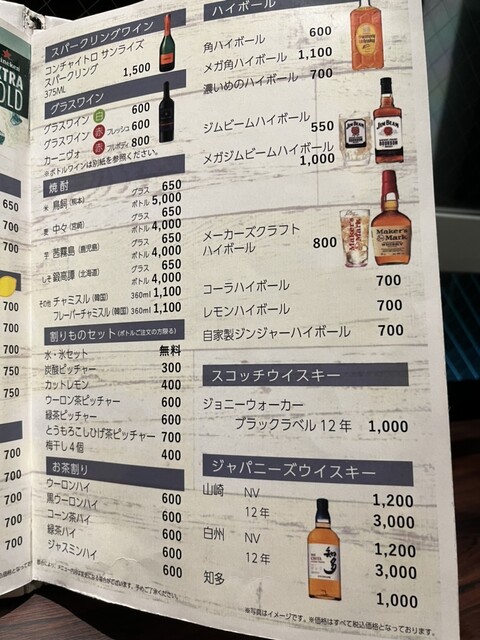 スパークリングワイン
コンチャイトロ サンライズ
スパークリング
375ML 1,500
グラスワイン
グラスワイン 白 600
グラスワイン 赤 フレッシュ 600
カーニヴォ 赤 フルボディ 800
※ボトルワインは別紙を参照ください。
焼酎
米 鳥飼(熊本) グラス 650
ボトル 5,000
麦 中々(宮崎) グラス 650
ボトル 4,000
芋 茜霧島(鹿児島) グラス 650
ボトル 4,000
しそ 鍛高譚(北海道) グラス 650
ボトル 4,000
その他 チャミスル(韓国) 360ml 1,100
フレーバーチャミスル(韓国) 360ml 1,100
割りものセット(ボトルご注文の方限る)
水・氷セット 無料
炭酸ピッチャー 300
カットレモン 400
ウーロン茶ピッチャー 600
緑茶ピッチャー 600
とうもろこしひげ茶ピッチャー 700
梅干し4個 400
お茶割り
ウーロンハイ 600
黒ウーロンハイ 600
コーン茶ハイ 600
緑茶ハイ 600
ジャスミンハイ 600
ハイボール
角ハイボール 600
メガ角ハイボール 1,100
濃いめのハイボール 700
ジムビームハイボール 550
メガジムビームハイボール
1,000
JIM BEAM
メーカーズクラフト
ハイボール 800
Maker's
Mark
コーラハイボール 700
レモンハイボール 700
自家製ジンジャーハイボール 700
スコッチウイスキー
ジョニーウォーカー
ブラックラベル 12年 1,000
ジャパニーズウイスキー
山崎 NV 1,200
12年 3,000
白州 NV 1,200
12年 3,000
知多 1,000
知多
※写真はイメージです。※価格はすべて税込価格となっております。
650
700
700
700
700
700
750
750
700
700
700
700
700